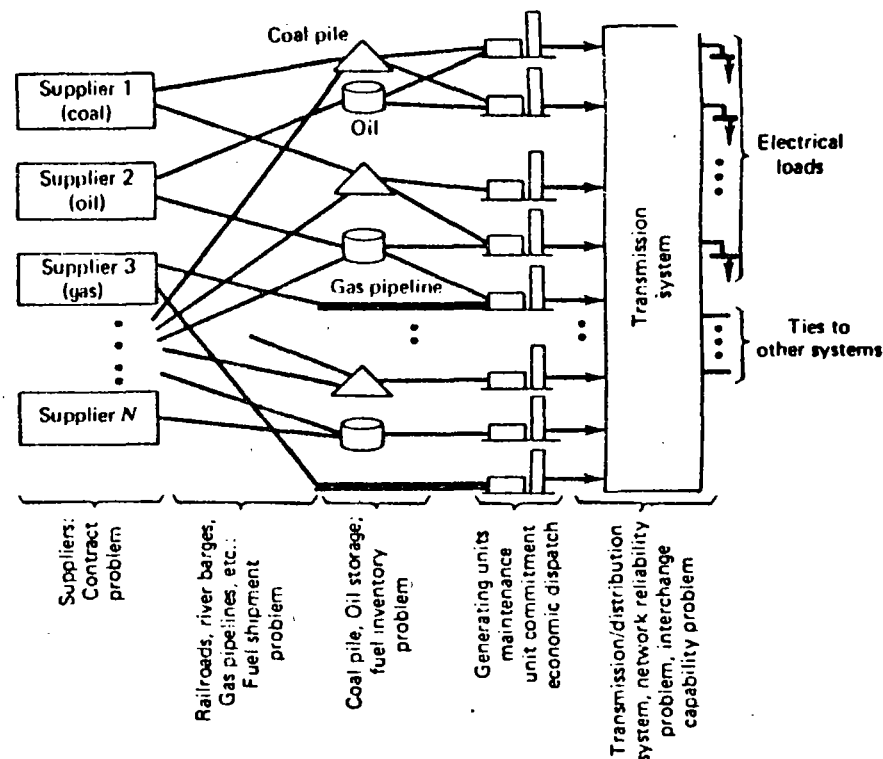 Coal pile
Supplier 1
(coal)
Oil
Supplier 2
(oil)
Supplier 3
(gas)
Gas pipeline
Supplier N
Transmission
system
Electrical
loads
Ties to
other systems
Suppliers:
Contract
problem
Railroads, river barges,
Gas pipelines, etc.:
Fuel shipment
problem
Coal pile, Oil storage;
fuel inventory
problem
Generating units
maintenance
unit commitment
economic dispatch
Transmission/distribution
system, network reliability
problem, interchange
capability problem